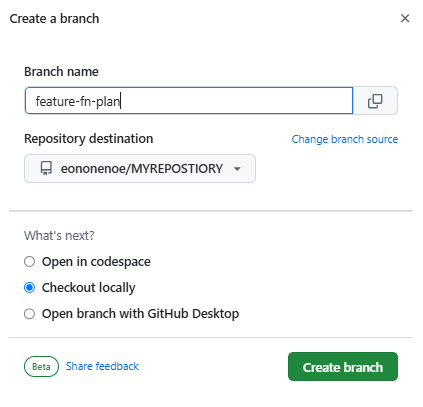 Create a branch
Branch name
feature-fn-plan
Repository destination
Change branch source
eononenoe/MYREPOSTIORY
What's next?
Open in codespace
Checkout locally
Open branch with GitHub Desktop
Beta Share feedback
Create branch